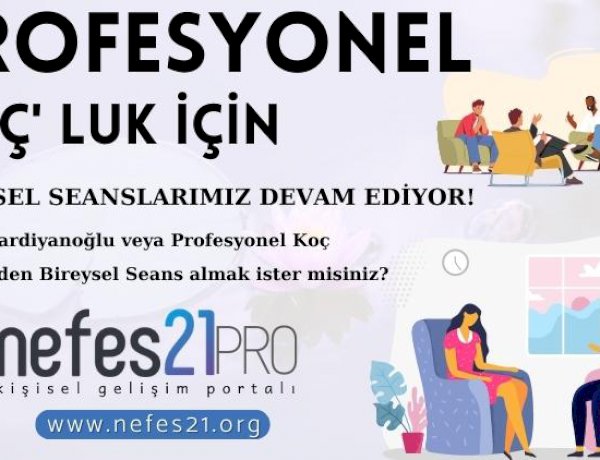 ROFESYONEL
Ç' LUK İÇİN
SEL SEANSLARIMIZ DEVAM EDİYOR!
ardiyanoğlu veya Profesyonel Koç
den Bireysel Seans almak ister misiniz?
nefes21PRO
kişisel gelişim portalı
www.nefes21.org